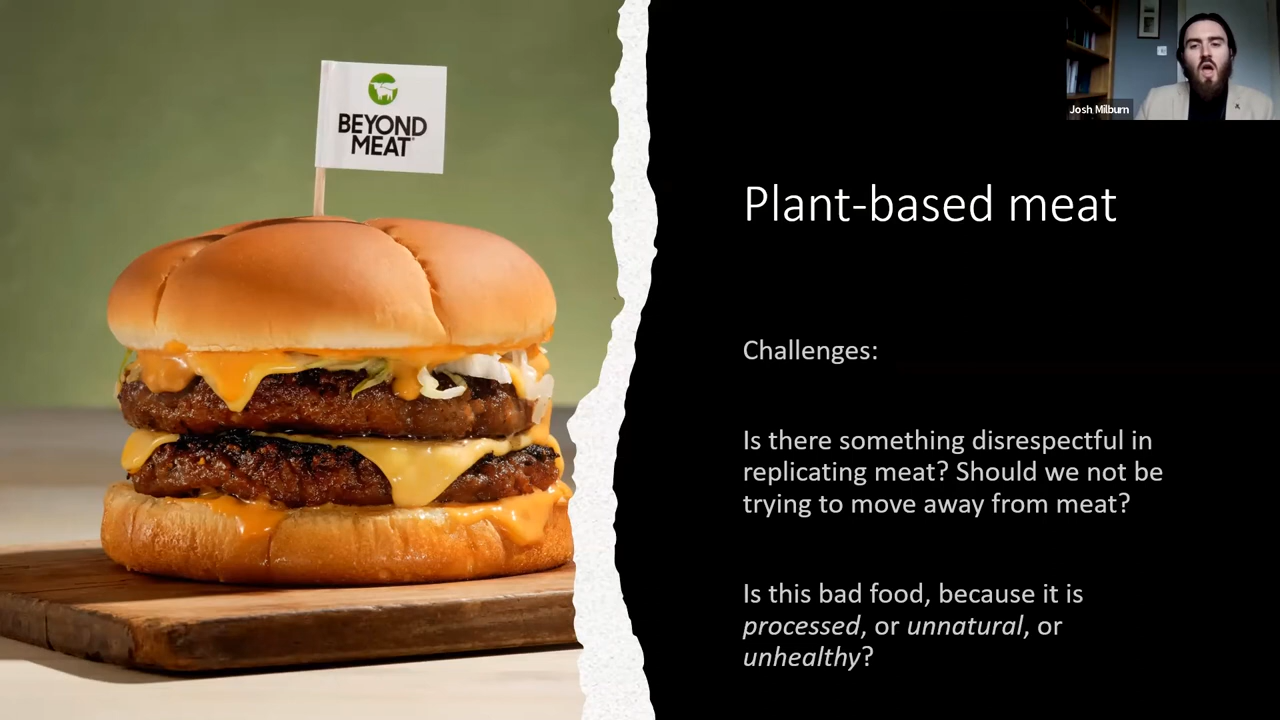 BEYOND
MEAT
Josh Milburn
Plant-based meat
Challenges:
Is there something disrespectful in
replicating meat? Should we not be
trying to move away from meat?
Is this bad food, because it is
processed, or unnatural, or
unhealthy?